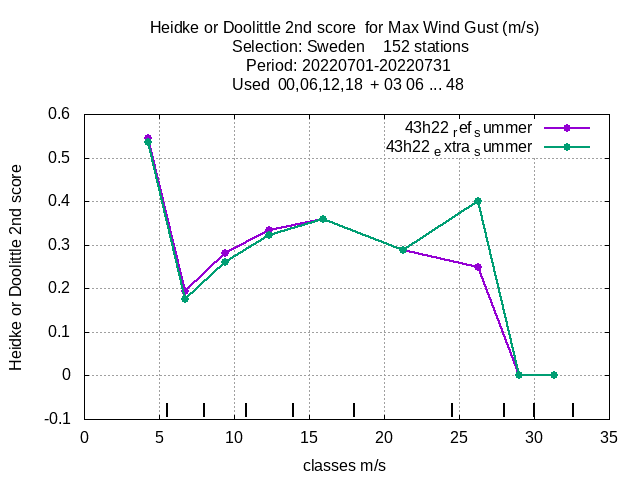 Heidke or Doolittle 2nd score  for Max Wind Gust (m/s)
Selection: Sweden    152 stations
Period: 20220701-20220731
Used  00,06,12,18  + 03 06 ... 48
43h22 ref summer
43h22 extra summer
Heidke or Doolittle 2nd score
0.6
0.5
0.4
0.3
0.2
0.1
0
-0.1
0 5 10 15 20 25 30 35
classes m/s